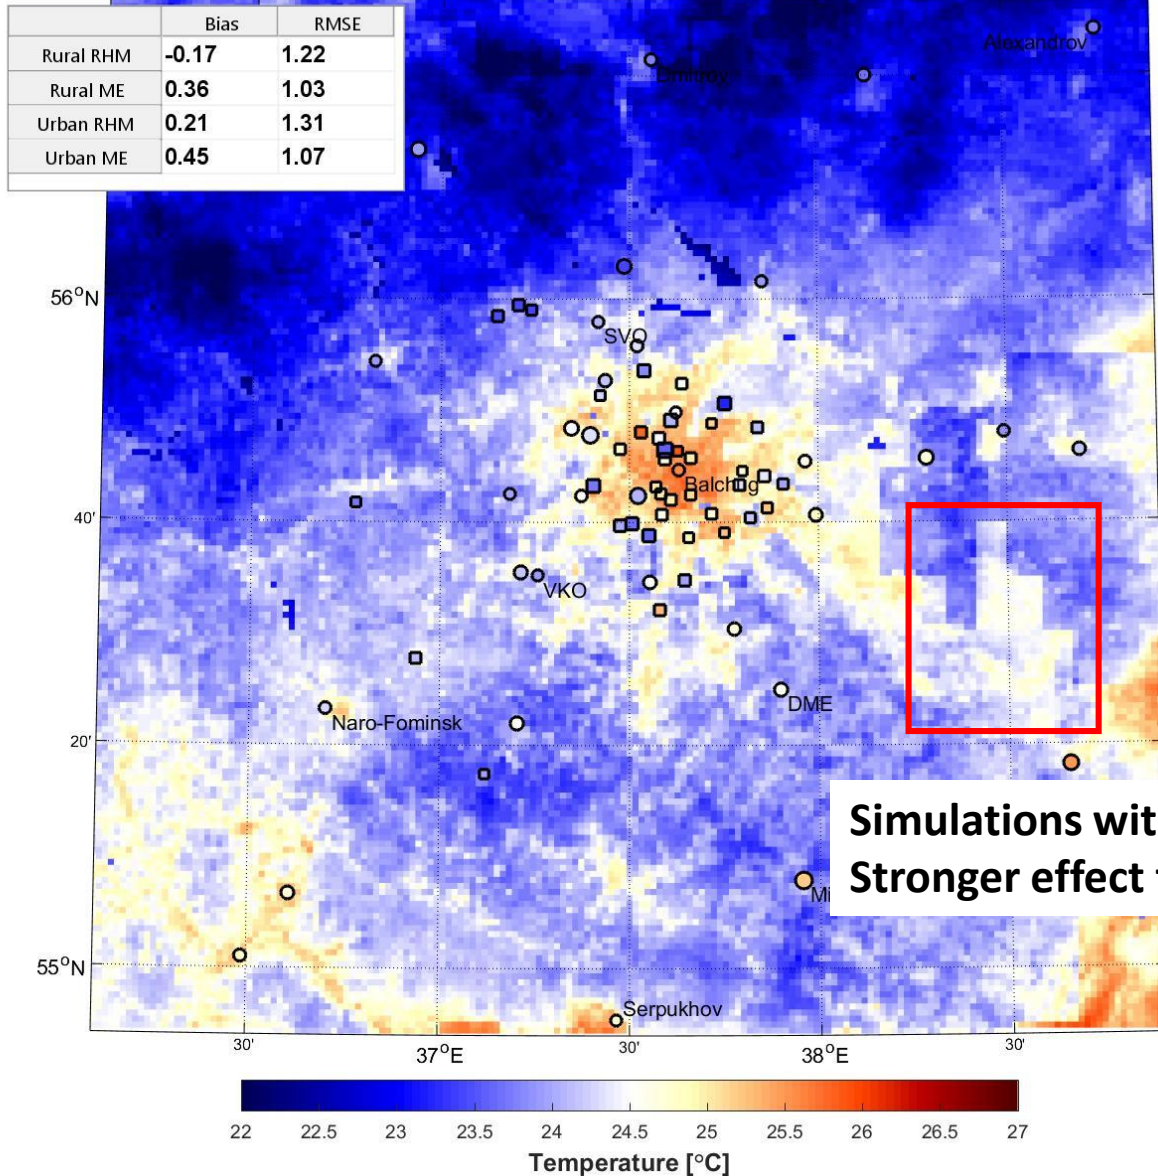 Bias RMSE
Rural RHM -0.17 1.22
Rural ME 0.36 1.03
Urban RHM 0.21 1.31
Urban ME 0.45 1.07
Alexandrov
Dmitrov
56°N
SVO
Balchug
40'
VKO
DME
Naro-Fominsk
20'
Simulations wit
Stronger effect
Mi
55°N
Serpukhov
30' 37°E 30' 38°E 30'
22 22.5 23 23.5 24 24.5 25 25.5 26 26.5 27
Temperature [°C]